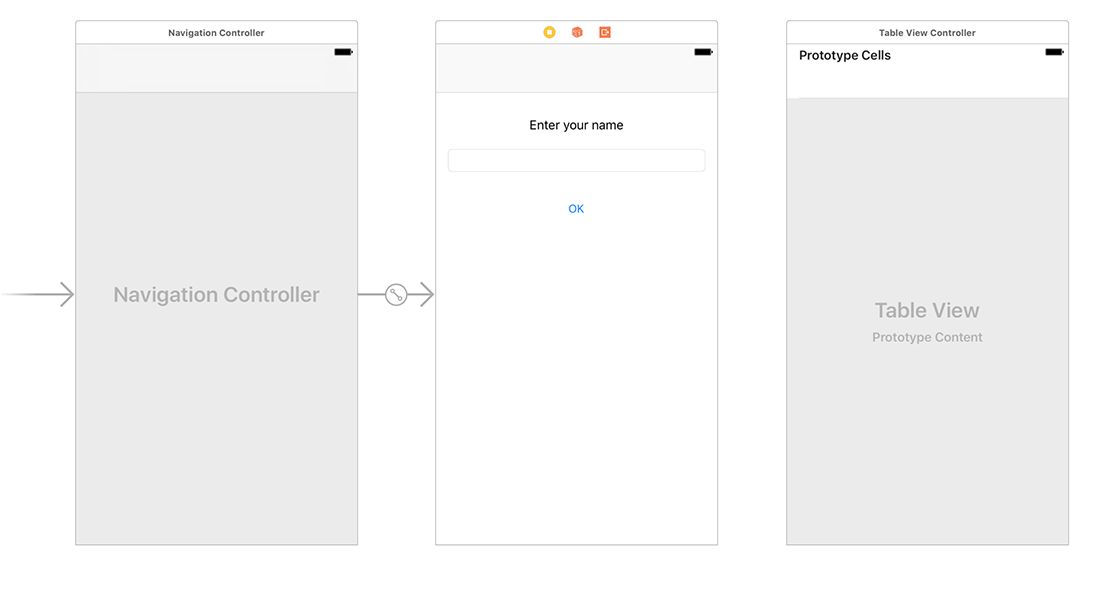 Navigation Controller
Navigation Controller
Enter your name
OK
Table View Controller
Prototype Cells
Table View
Prototype Content